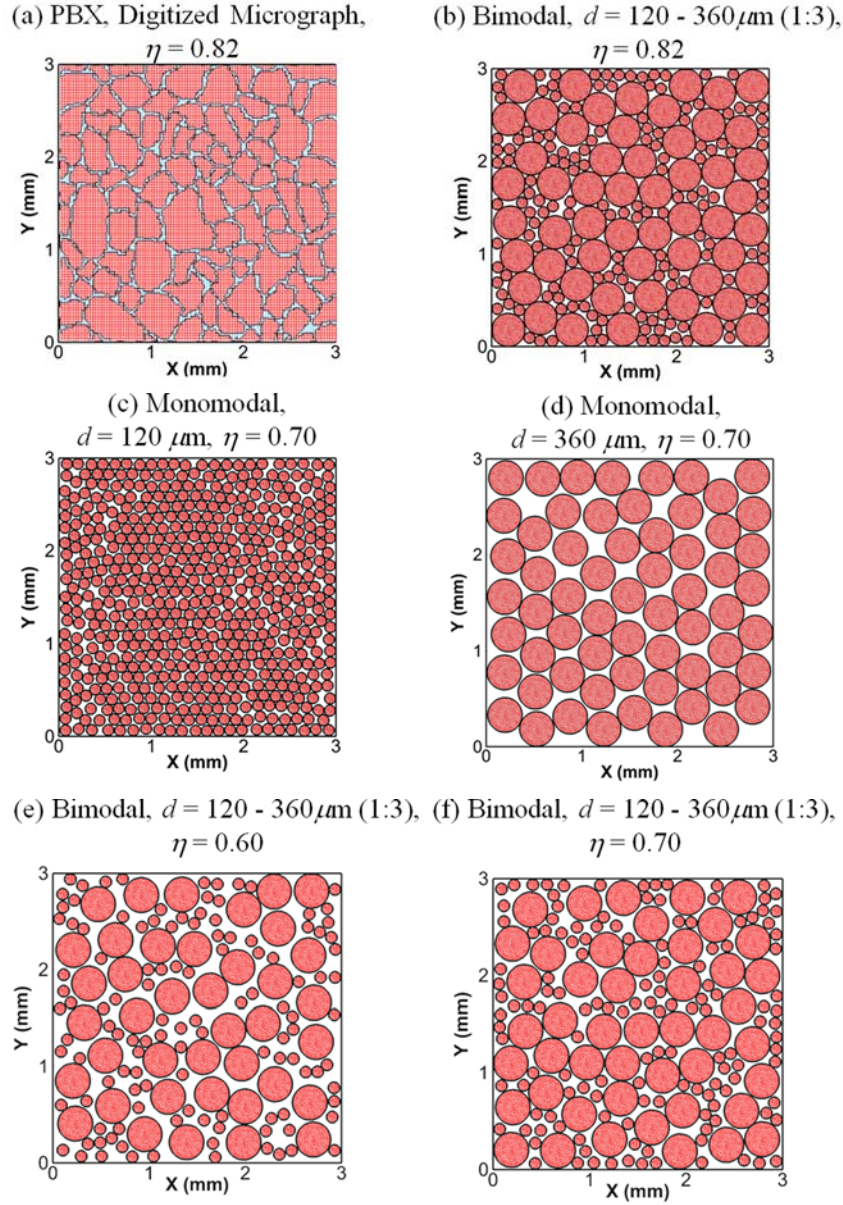 (a) PBX, Digitized Micrograph,
η = 0.82
3
2
1
0
Y (mm)
0 1 2 3
X (mm)
(b) Bimodal, d = 120 - 360μm (1:3),
η = 0.82
3
2
1
0
Y (mm)
0 1 2 3
X (mm)
(c) Monomodal,
d = 120 μm, η = 0.70
3
2
1
0
Y (mm)
0 1 2 3
X (mm)
(d) Monomodal,
d = 360 μm, η = 0.70
3
2
1
0
Y (mm)
0 1 2 3
X (mm)
(e) Bimodal, d = 120 - 360μm (1:3),
η = 0.60
3
2
1
0
Y (mm)
0 1 2 3
X (mm)
(f) Bimodal, d = 120 - 360μm (1:3),
η = 0.70
3
2
1
0
Y (mm)
0 1 2 3
X (mm)